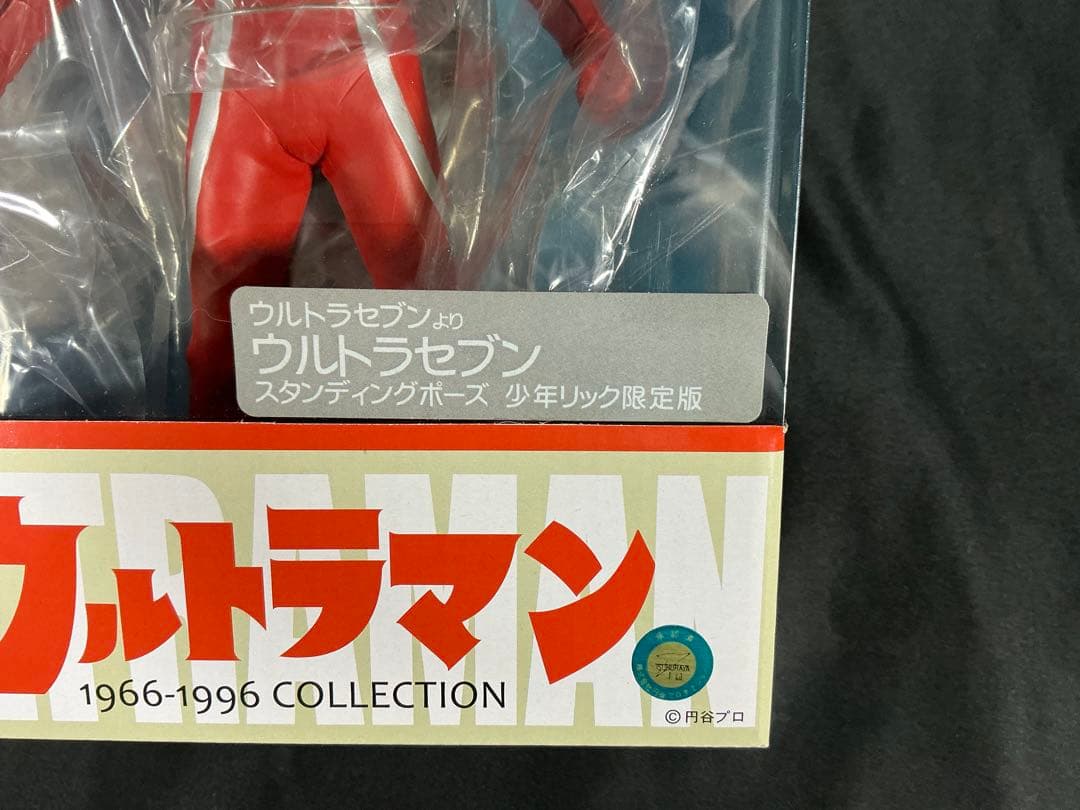 ウルトラセブンより
ウルトラセブン
スタンディングポーズ 少年リック限定版
ULTRAMAN
ウルトラマン
1966-1996 COLLECTION
TSUBURAYA
©円谷プロ